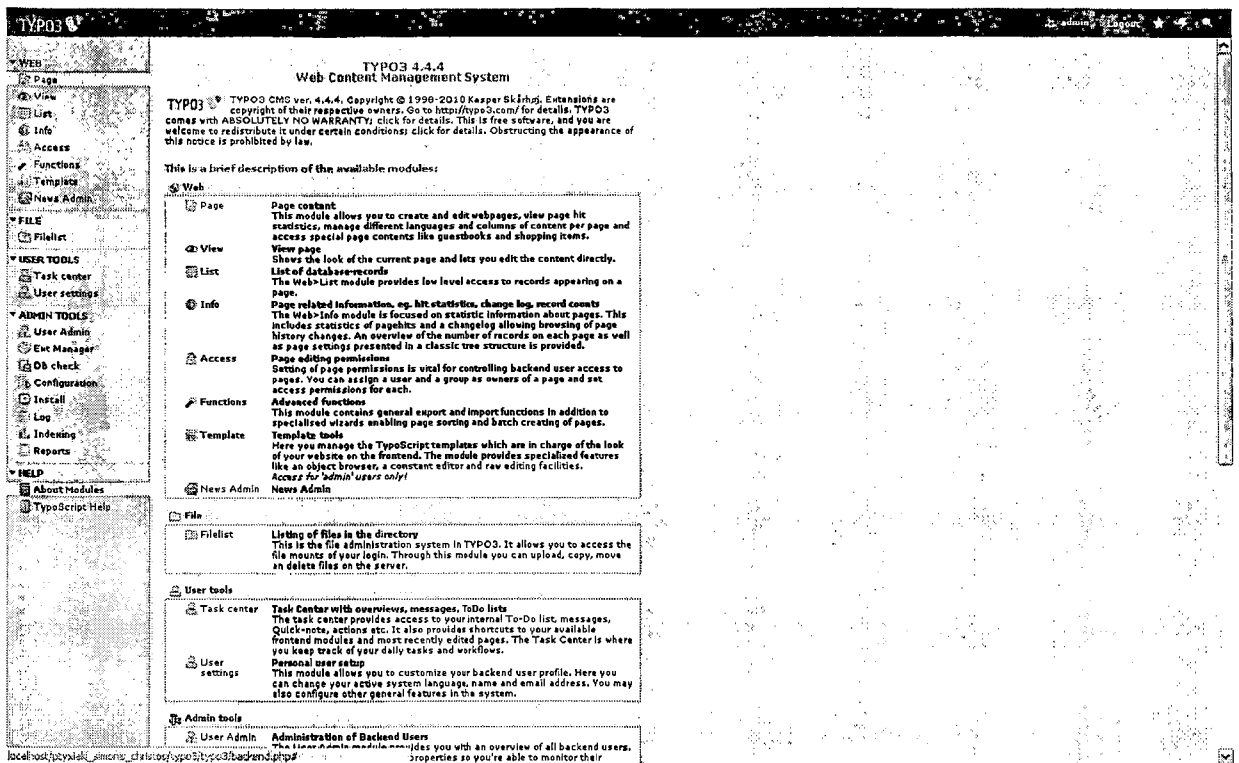 TYPO3
admin Logout
WEB
Page
View
List
Info
Access
Functions
Template
News Admin
FILE
Filelist
USER TOOLS
Task center
User settings
ADMIN TOOLS
User Admin
Ext Manager
DB check
Configuration
Install
Log
Indexing
Reports
HELP
About Modules
TypoScript Help
TYPO3 4.4.4
Web Content Management System
TYPO3 TYPO3 CMS ver. 4.4.4. Copyright © 1998-2010 Kasper Skårhøj. Extensions are
copyright of their respective owners. Go to http://typo3.com/ for details. TYPO3
comes with ABSOLUTELY NO WARRANTY; click for details. This is free software, and you are
welcome to redistribute it under certain conditions; click for details. Obstructing the appearance of
this notice is prohibited by law.
This is a brief description of the available modules:
Web
Page Page content
This module allows you to create and edit webpages, view page hit
statistics, manage different languages and columns of content per page and
access special page contents like guestbooks and shopping items.
View View page
Shows the look of the current page and lets you edit the content directly.
List List of database-records
The Web>List module provides low level access to records appearing on a
page.
Info Page related information, eg. hit statistics, change log, record counts
The Web>Info module is focused on statistic information about pages. This
includes statistics of pagehits and a changelog allowing browsing of page
history changes. An overview of the number of records on each page as well
as page settings presented in a classic tree structure is provided.
Access Page editing permissions
Setting of page permissions is vital for controlling backend user access to
pages. You can assign a user and a group as owners of a page and set
access permissions for each.
Functions Advanced functions
This module contains general export and import functions in addition to
specialised wizards enabling page sorting and batch creating of pages.
Template Template tools
Here you manage the TypoScript templates which are in charge of the look
of your website on the frontend. The module provides specialized features
like an object browser, a constant editor and raw editing facilities.
Access for 'admin' users only!
News Admin News Admin
File
Filelist Listing of files in the directory
This is the file administration system in TYPO3. It allows you to access the
file mounts of your login. Through this module you can upload, copy, move
an delete files on the server.
User tools
Task center Task Center with overviews, messages, ToDo lists
The task center provides access to your internal To-Do list, messages,
Quick-note, actions etc. It also provides shortcuts to your available
frontend modules and most recently edited pages. The Task Center is where
you keep track of your daily tasks and workflows.
User settings Personal user setup
This module allows you to customize your backend user profile. Here you
can change your active system language, name and email address. You may
also configure other general features in the system.
Admin tools
User Admin Administration of Backend Users
The User Admin module provides you with an overview of all backend users,
properties so you're able to monitor their